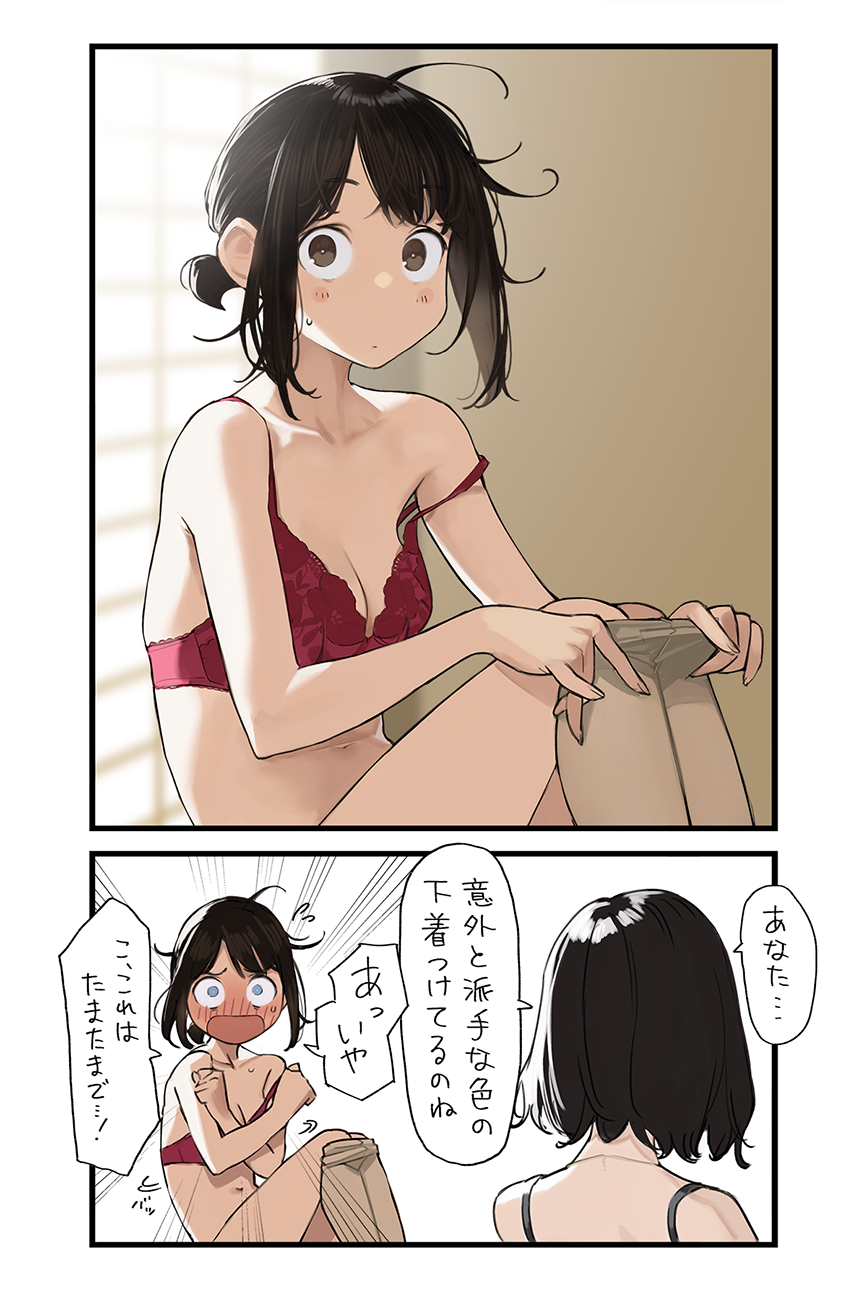 あなた…
意外と派手な色の
下着つけてるのね
あっいや
こ、これは
たまたまで…!
バッ